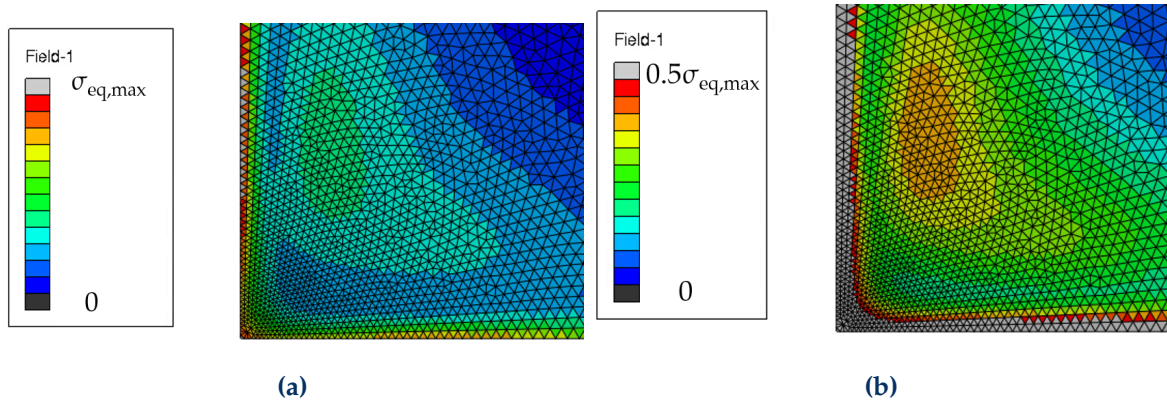 Field-1
σeq,max
0
(a)
Field-1
0.5σeq,max
0
(b)